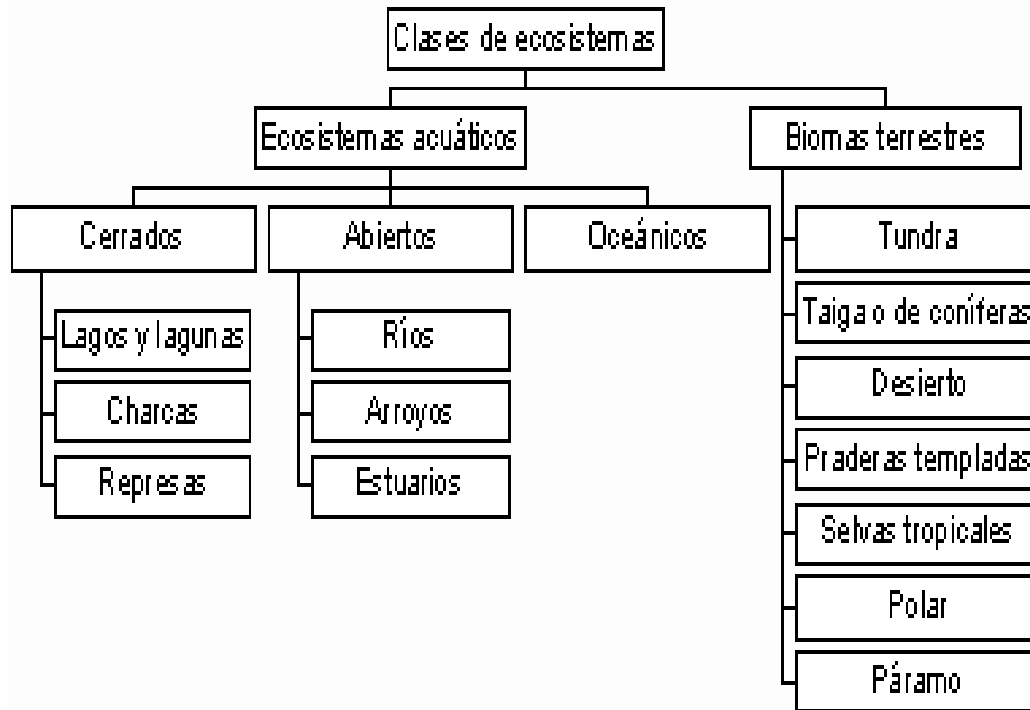 Clases de ecosistemas
Ecosistemas acuáticos
Biomas terrestres
Cerrados
Abiertos
Oceánicos
Lagos y lagunas
Charcas
Represas
Ríos
Arroyos
Estuarios
Tundra
Taiga o de coníferas
Desierto
Praderas templadas
Selvas tropicales
Polar
Páramo